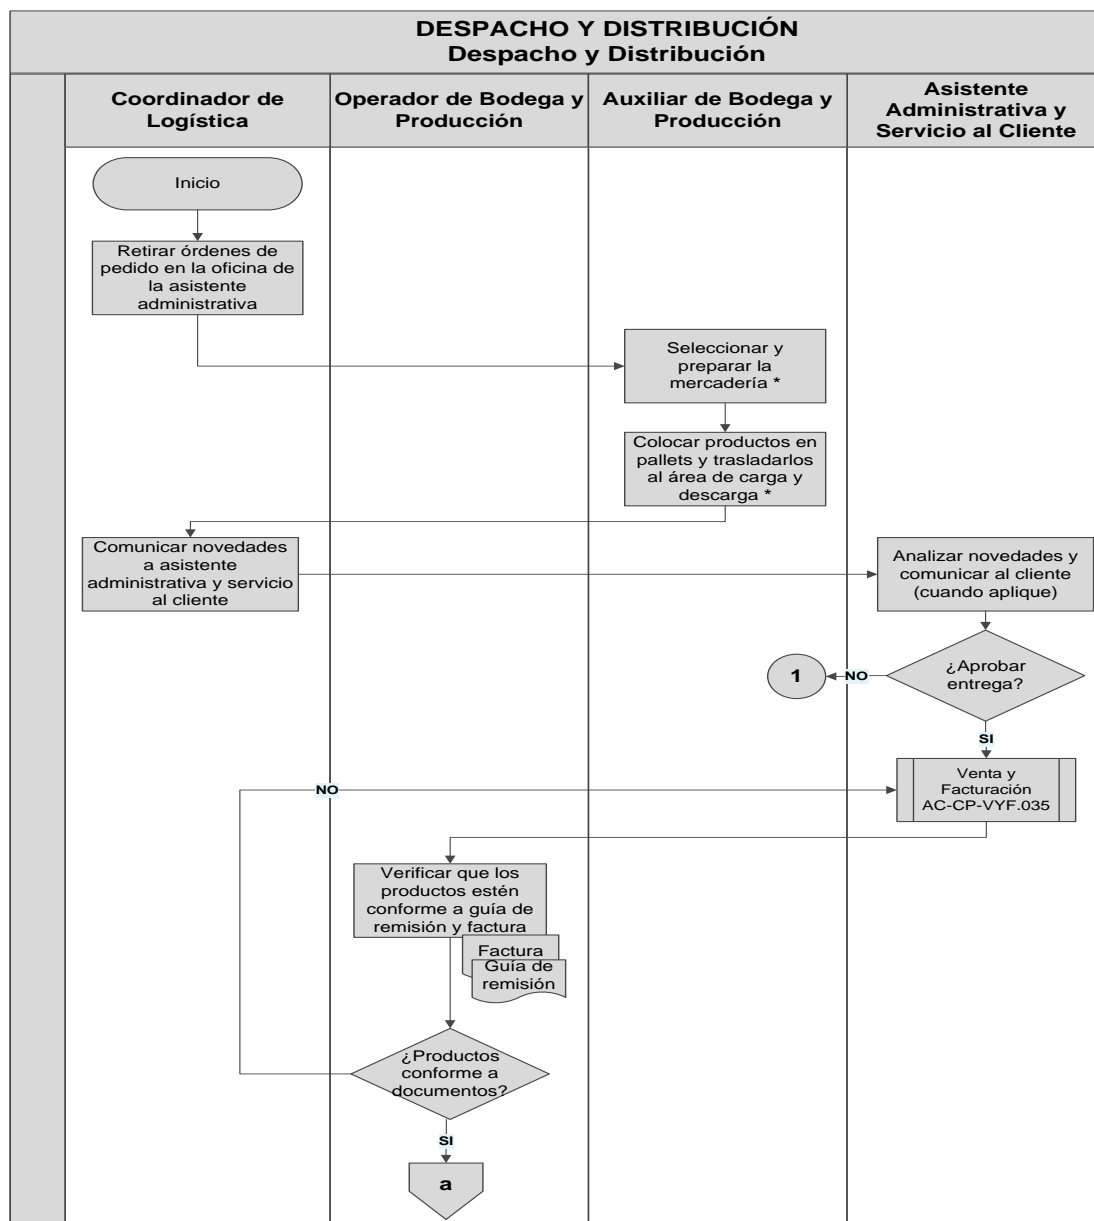 DESPACHO Y DISTRIBUCIÓN
Despacho y Distribución
Coordinador de
Logística
Operador de Bodega y
Producción
Auxiliar de Bodega y
Producción
Asistente
Administrativa y
Servicio al Cliente
Inicio
Retirar órdenes de
pedido en la oficina de
la asistente
administrativa
Seleccionar y
preparar la
mercadería *
Colocar productos en
pallets y trasladarlos
al área de carga y
descarga *
Comunicar novedades
a asistente
administrativa y servicio
al cliente
Analizar novedades y
comunicar al cliente
(cuando aplique)
¿Aprobar
entrega?
NO
1
SI
Venta y
Facturación
AC-CP-VYF.035
NO
Verificar que los
productos estén
conforme a guía de
remisión y factura
Factura
Guía de
remisión
¿Productos
conforme a
documentos?
SI
a